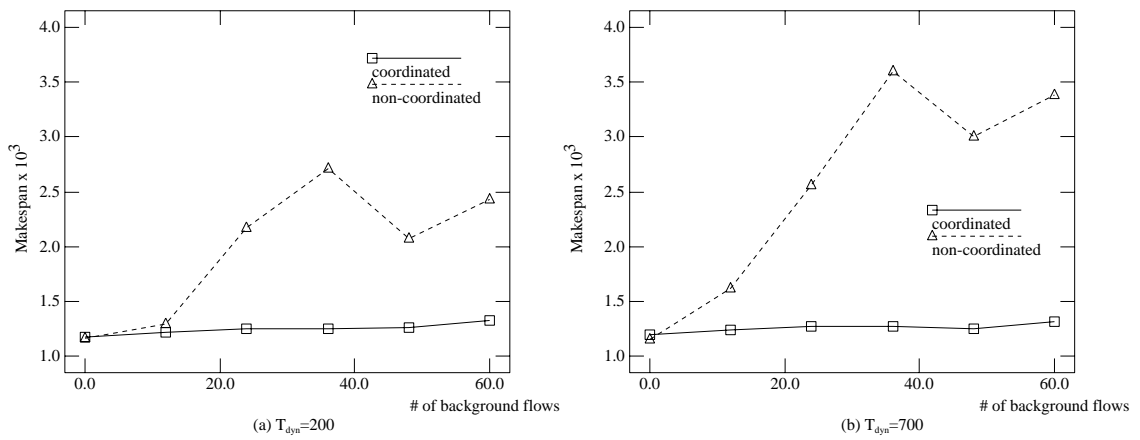 Makespan x 10³
4.0
3.5
3.0
2.5
2.0
1.5
1.0
0.0
20.0
40.0
60.0
coordinated
non-coordinated
# of background flows
(a) T_dyn=200
Makespan x 10³
4.0
3.5
3.0
2.5
2.0
1.5
1.0
0.0
20.0
40.0
60.0
coordinated
non-coordinated
# of background flows
(b) T_dyn=700